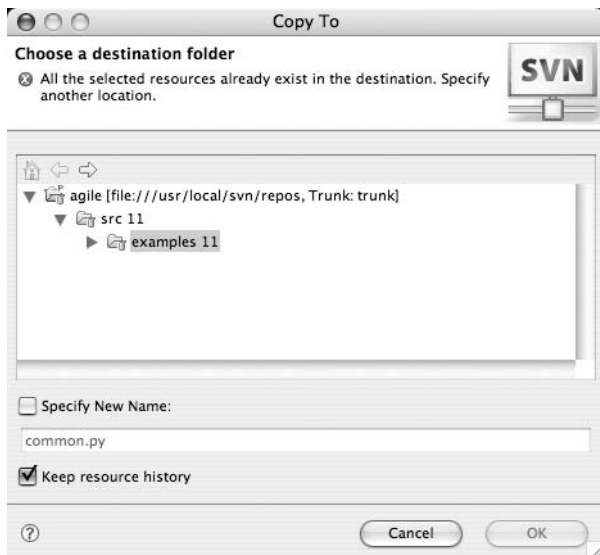 Copy To
Choose a destination folder
All the selected resources already exist in the destination. Specify
another location.
SVN
agile [file:///usr/local/svn/repos, Trunk: trunk]
src 11
examples 11
Specify New Name:
common.py
Keep resource history
?
Cancel
OK